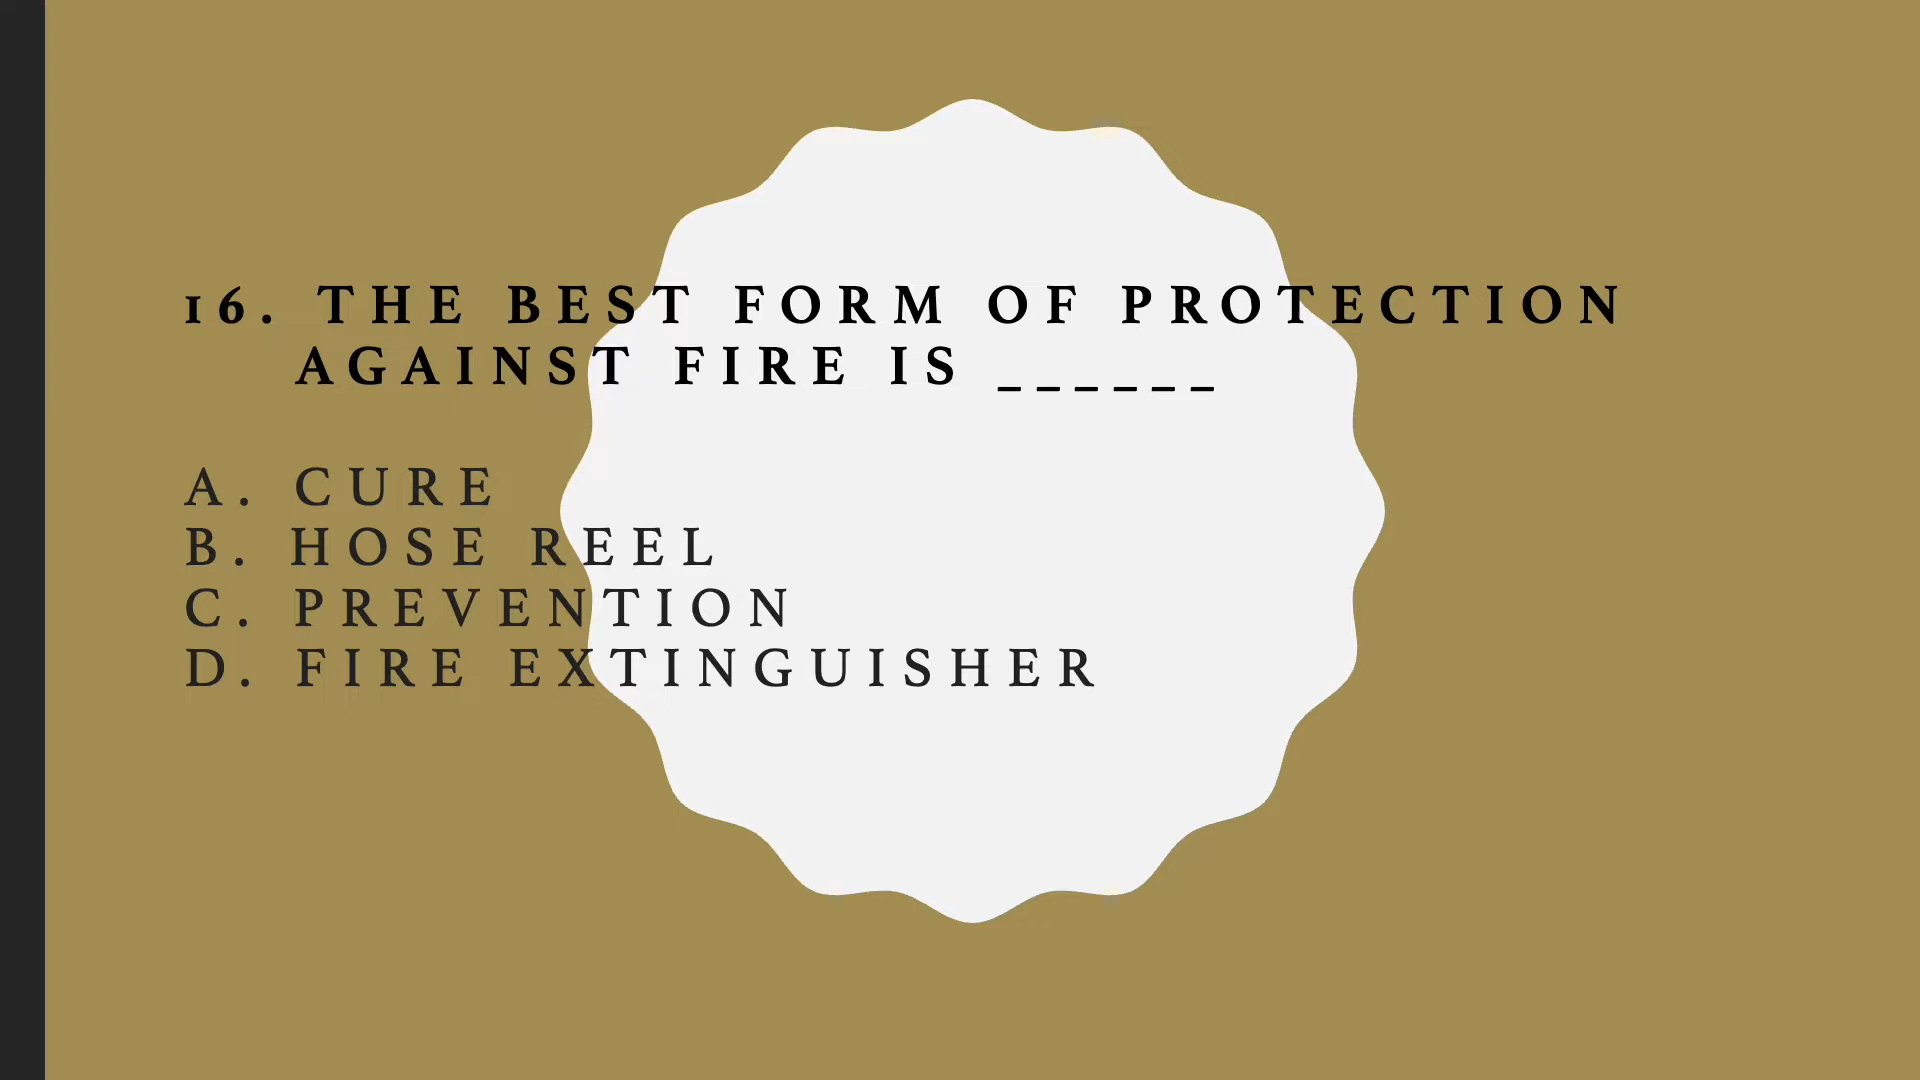 16. THE BEST FORM OF PROTECTION
AGAINST FIRE IS ______
A. CURE
B. HOSE REEL
C. PREVENTION
D. FIRE EXTINGUISHER